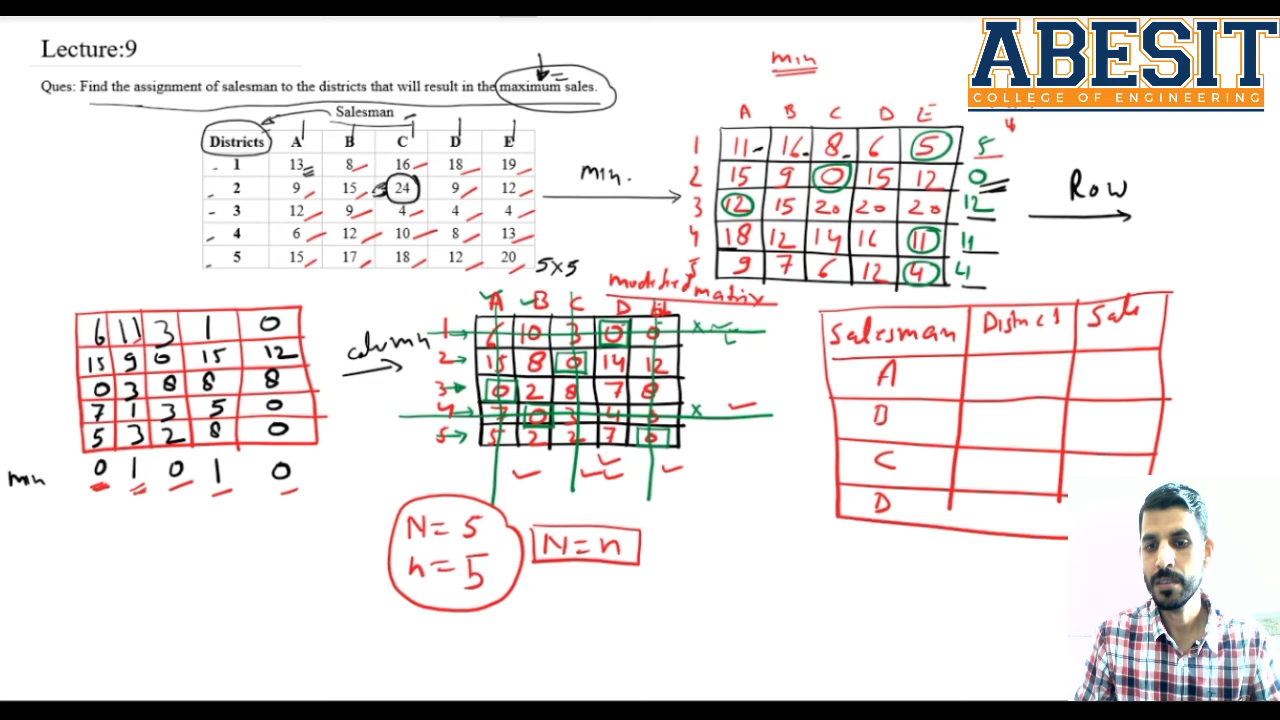 Lecture:9
Ques: Find the assignment of salesman to the districts that will result in the maximum sales.
Salesman
Districts A B C D E
1 13 8 16 18 19
2 9 15 24 9 12
3 12 9 4 4 4
4 6 12 10 8 13
5 15 17 18 12 20
5×5
min.
min
A B C D E
1 11 16 8 6 5 5
2 15 9 0 15 12 0
3 12 15 20 20 20 12
4 18 12 14 16 11 11
5 9 7 6 12 4 4
Row
ABESIT
COLLEGE OF ENGINEERING
6 11 3 1 0
15 9 0 15 12
0 3 8 8 8
7 1 3 5 0
5 3 2 8 0
min 0 1 0 1 0
column
modified matrix
A B C D
1 6 10 3 0 0
2 15 8 0 14 12
3 0 2 8 7 8
4 7 0 3 4 0
5 5 2 2 7 0
N=5
n=5
N=n
Salesman District Sale
A
B
C
D